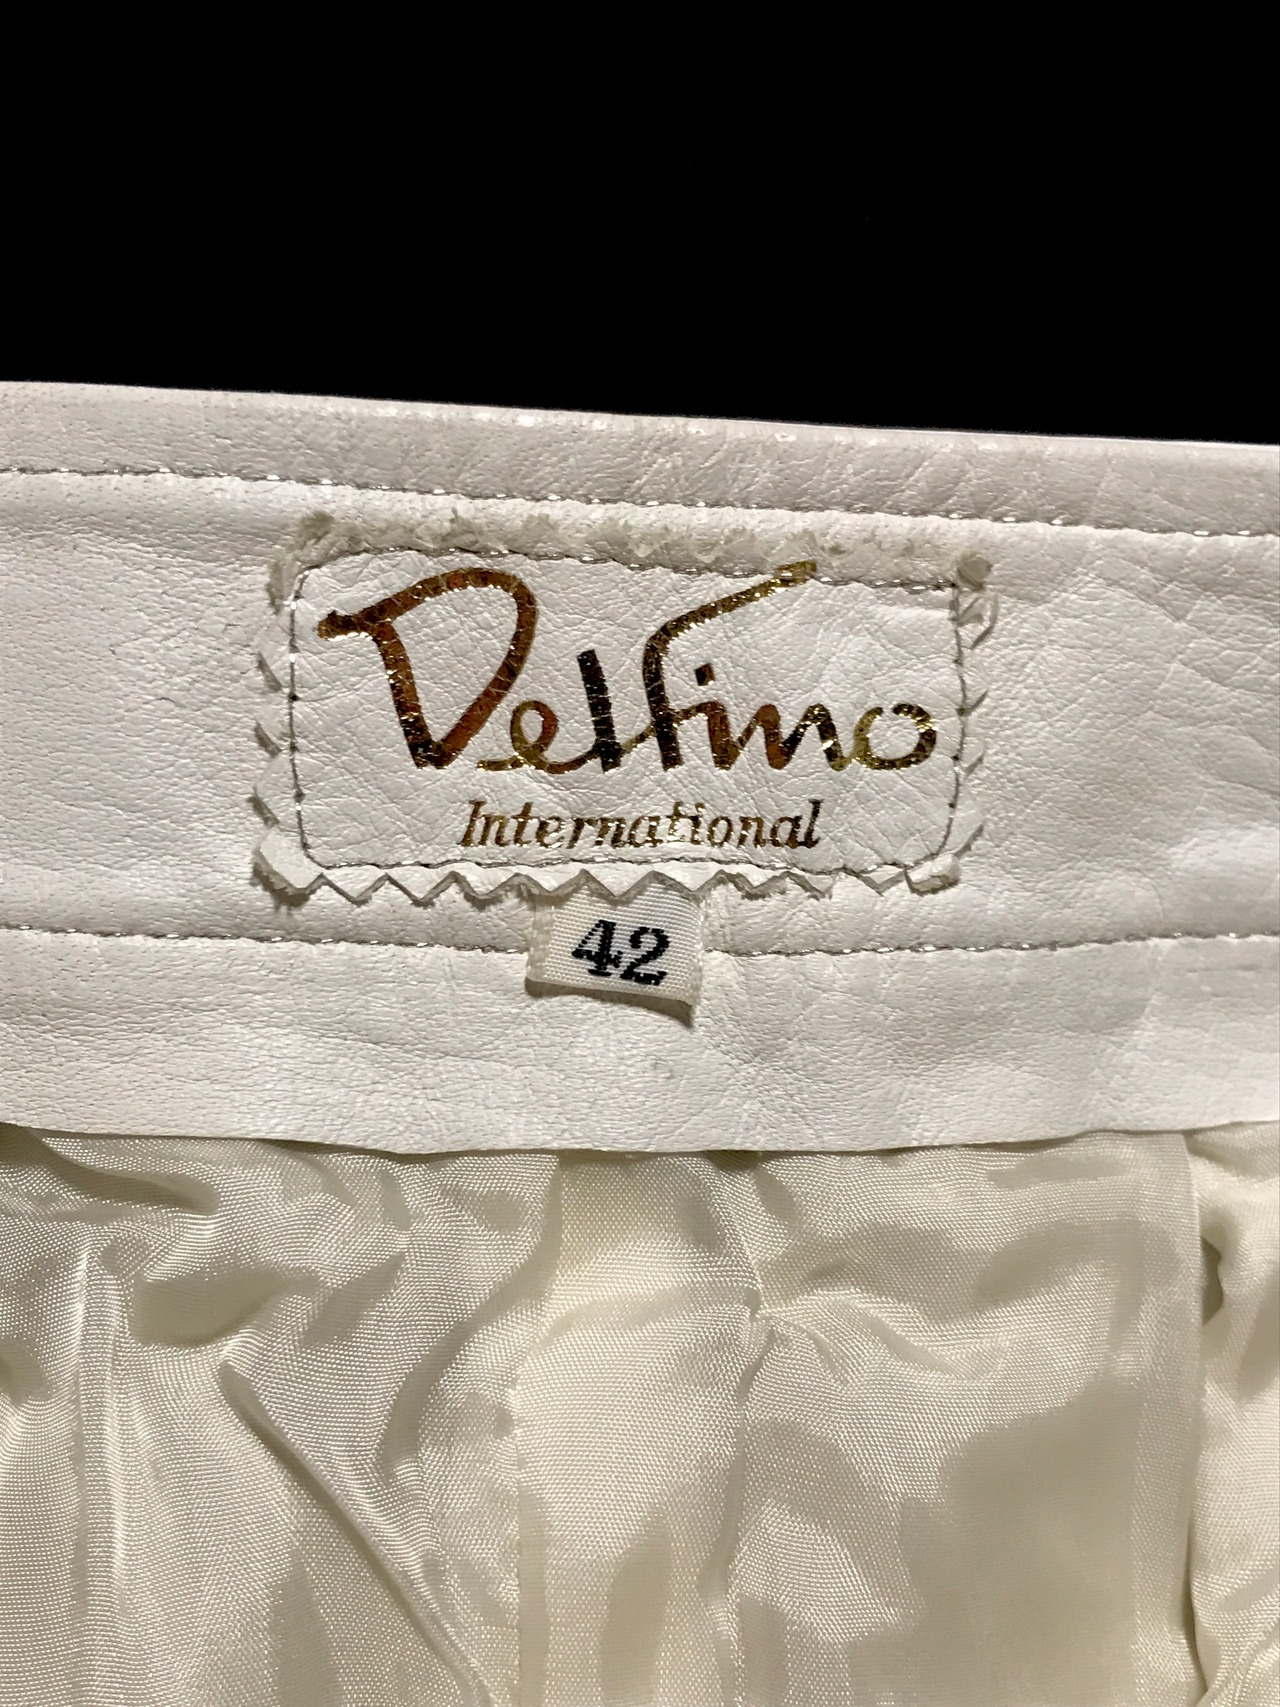 Delfino
International
42